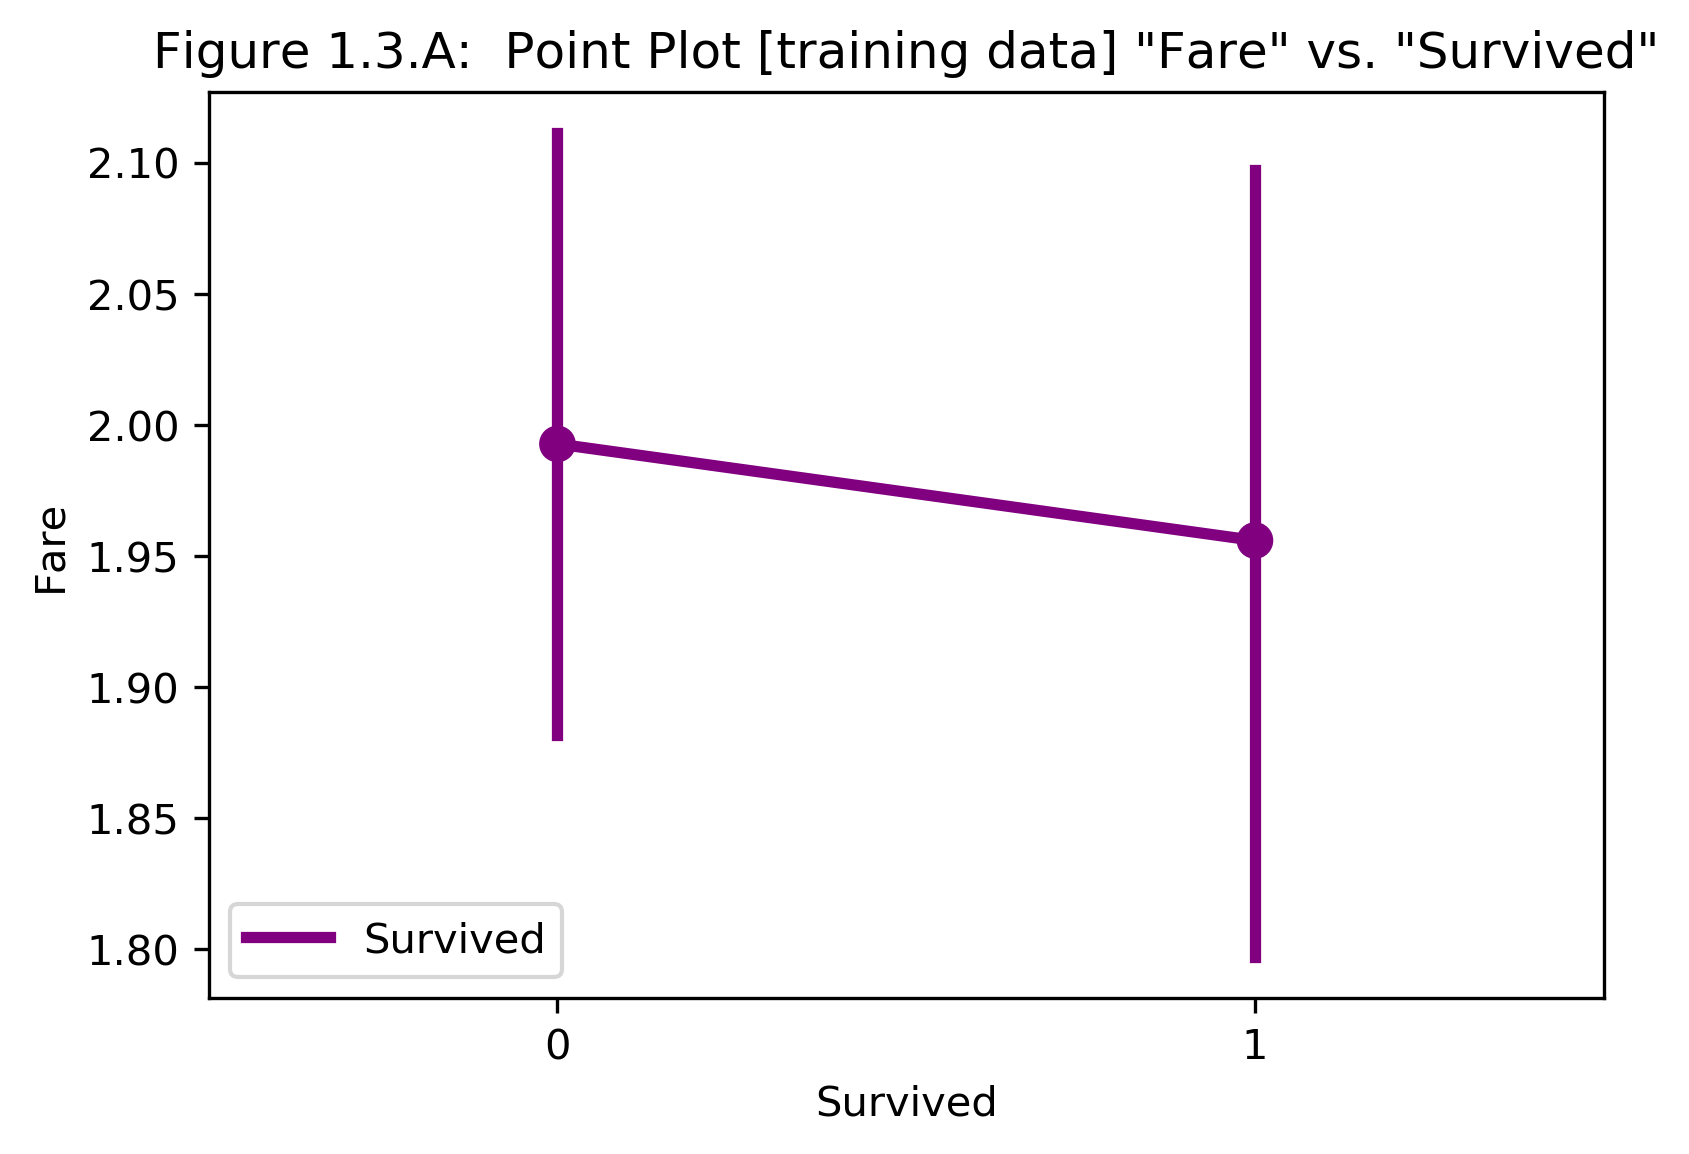 Figure 1.3.A:  Point Plot [training data] "Fare" vs. "Survived"
2.10
2.05
2.00
1.95
1.90
1.85
1.80
Fare
Survived
0
1
Survived